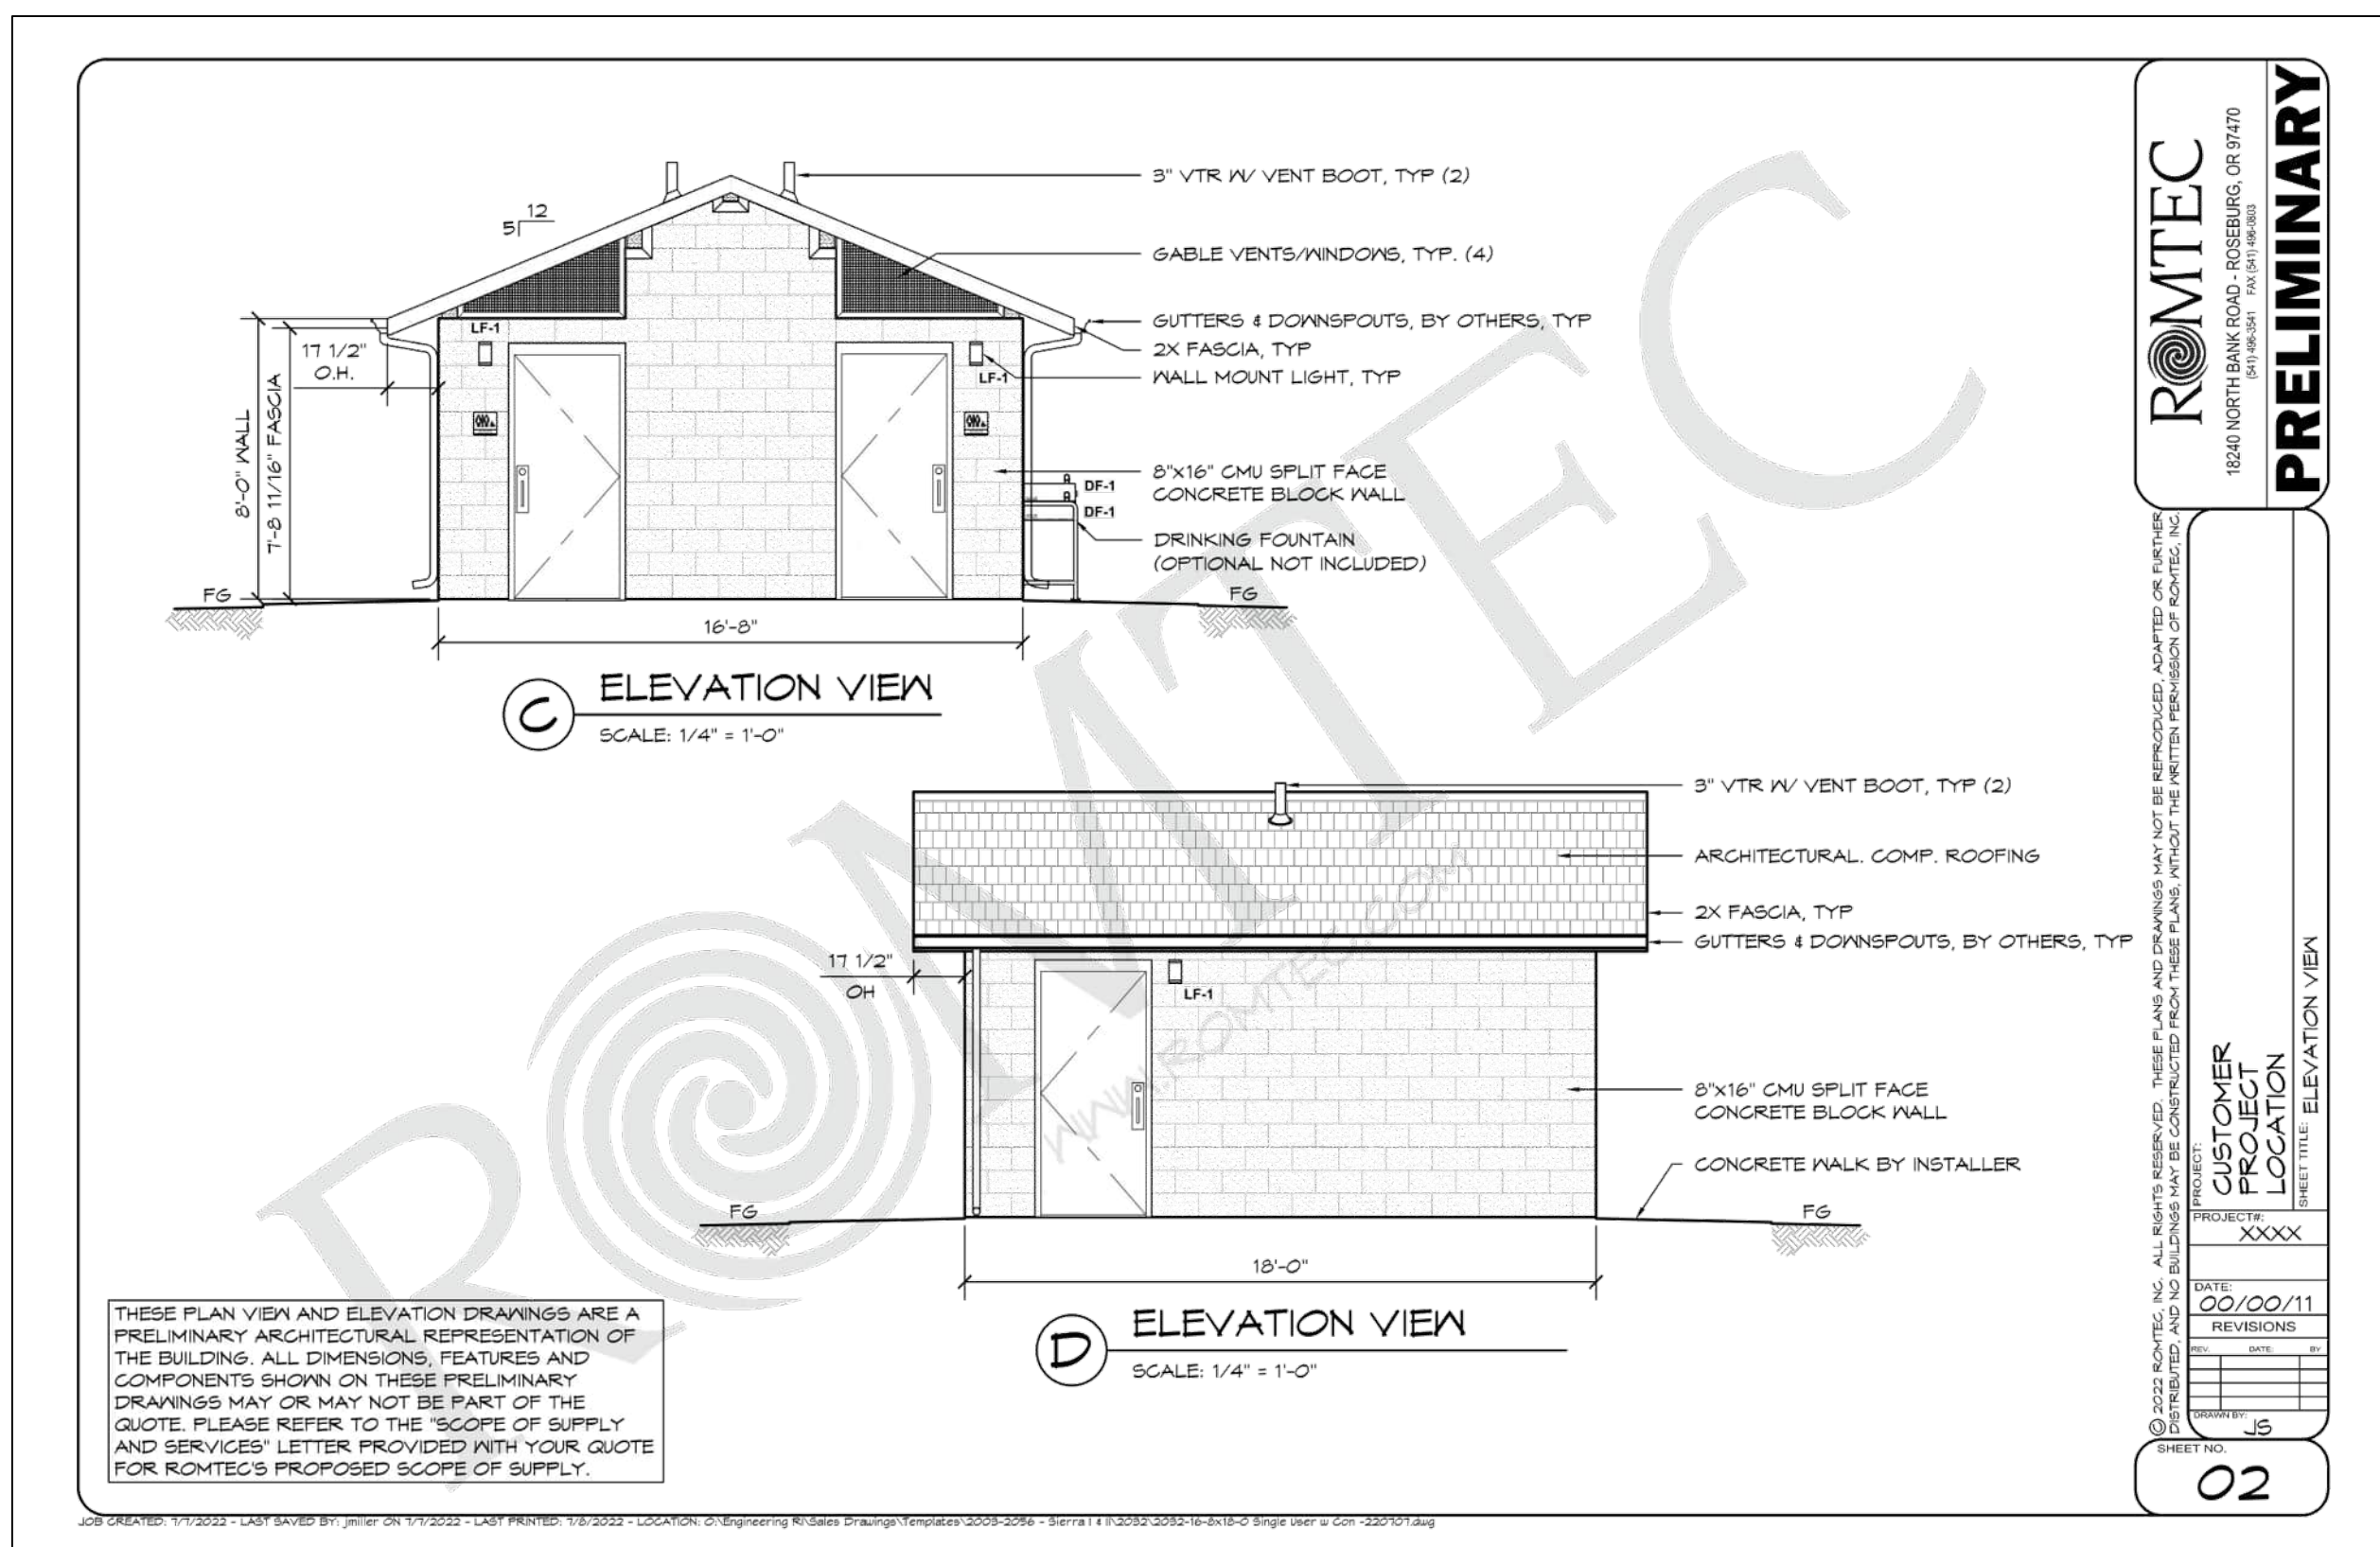 3" VTR W/ VENT BOOT, TYP (2)
12
5
GABLE VENTS/WINDOWS, TYP. (4)
GUTTERS & DOWNSPOUTS, BY OTHERS, TYP
2X FASCIA, TYP
WALL MOUNT LIGHT, TYP
LF-1
LF-1
17 1/2"
O.H.
8'-0" WALL
7'-8 11/16" FASCIA
8"x16" CMU SPLIT FACE
CONCRETE BLOCK WALL
DF-1
DF-1
DRINKING FOUNTAIN
(OPTIONAL NOT INCLUDED)
FG
FG
16'-8"
C
ELEVATION VIEW
SCALE: 1/4" = 1'-0"
3" VTR W/ VENT BOOT, TYP (2)
ARCHITECTURAL. COMP. ROOFING
2X FASCIA, TYP
GUTTERS & DOWNSPOUTS, BY OTHERS, TYP
17 1/2"
OH
LF-1
8"x16" CMU SPLIT FACE
CONCRETE BLOCK WALL
CONCRETE WALK BY INSTALLER
FG
FG
18'-0"
D
ELEVATION VIEW
SCALE: 1/4" = 1'-0"
THESE PLAN VIEW AND ELEVATION DRAWINGS ARE A
PRELIMINARY ARCHITECTURAL REPRESENTATION OF
THE BUILDING. ALL DIMENSIONS, FEATURES AND
COMPONENTS SHOWN ON THESE PRELIMINARY
DRAWINGS MAY OR MAY NOT BE PART OF THE
QUOTE. PLEASE REFER TO THE "SCOPE OF SUPPLY
AND SERVICES" LETTER PROVIDED WITH YOUR QUOTE
FOR ROMTEC'S PROPOSED SCOPE OF SUPPLY.
ROMTEC
WWW.ROMTEC.COM
ROMTEC
18240 NORTH BANK ROAD - ROSEBURG, OR 97470
(541) 496-3541 FAX (541) 496-0803
PRELIMINARY
© 2022 ROMTEC, INC. ALL RIGHTS RESERVED. THESE PLANS AND DRAWINGS MAY NOT BE REPRODUCED, ADAPTED OR FURTHER
DISTRIBUTED, AND NO BUILDINGS MAY BE CONSTRUCTED FROM THESE PLANS, WITHOUT THE WRITTEN PERMISSION OF ROMTEC, INC.
PROJECT:
CUSTOMER
PROJECT
LOCATION
SHEET TITLE: ELEVATION VIEW
PROJECT#:
XXXX
DATE:
00/00/11
REVISIONS
REV. DATE: BY
DRAWN BY:
JS
SHEET NO.
02
JOB CREATED: 7/7/2022 - LAST SAVED BY: jmiller ON 7/7/2022 - LAST PRINTED: 7/8/2022 - LOCATION: O:\Engineering RI\Sales Drawings\Templates\2003-2056 - Sierra I & II\2032\2032-16-8x18-0 Single User w Con -220707.dwg